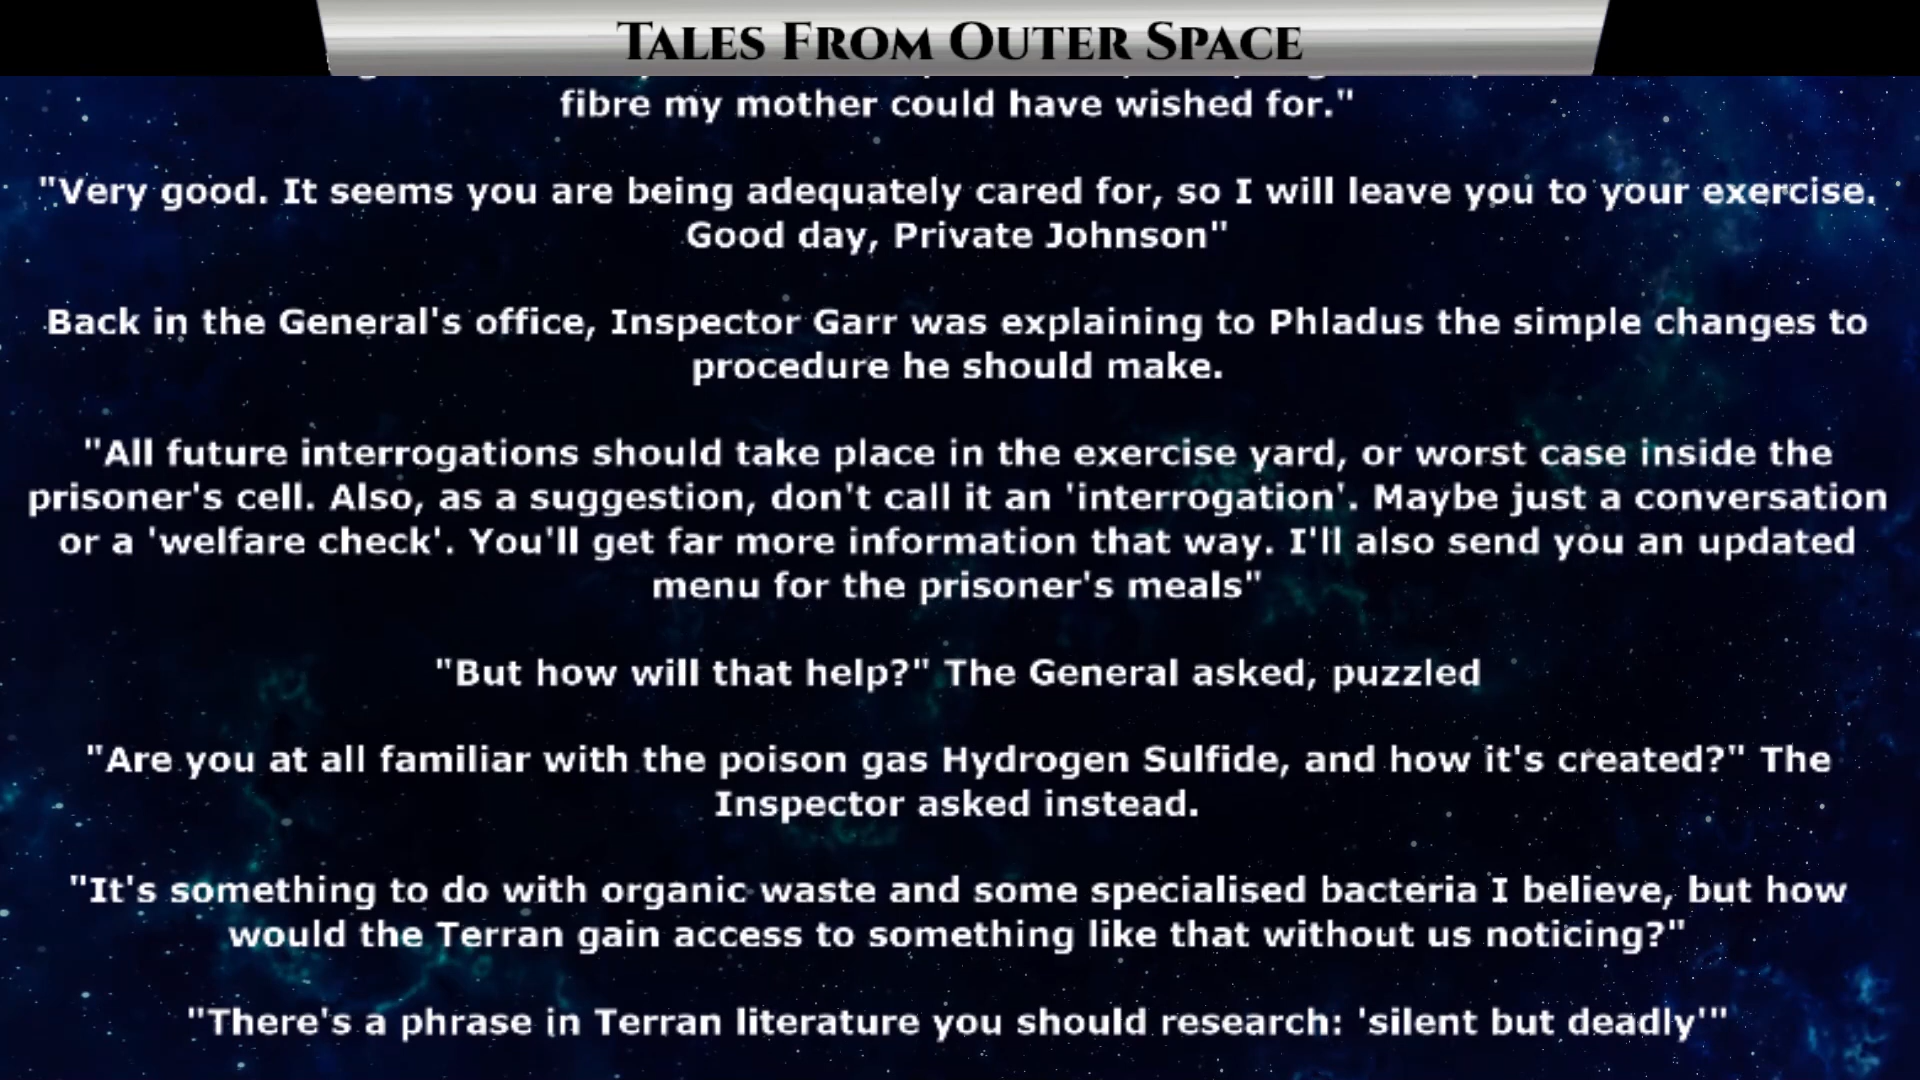 Tales From Outer Space
fibre my mother could have wished for."
"Very good. It seems you are being adequately cared for, so I will leave you to your exercise.
Good day, Private Johnson"
Back in the General's office, Inspector Garr was explaining to Phladus the simple changes to
procedure he should make.
"All future interrogations should take place in the exercise yard, or worst case inside the
prisoner's cell. Also, as a suggestion, don't call it an 'interrogation'. Maybe just a conversation
or a 'welfare check'. You'll get far more information that way. I'll also send you an updated
menu for the prisoner's meals"
"But how will that help?" The General asked, puzzled
"Are you at all familiar with the poison gas Hydrogen Sulfide, and how it's created?" The
Inspector asked instead.
"It's something to do with organic waste and some specialised bacteria I believe, but how
would the Terran gain access to something like that without us noticing?"
"There's a phrase in Terran literature you should research: 'silent but deadly'"